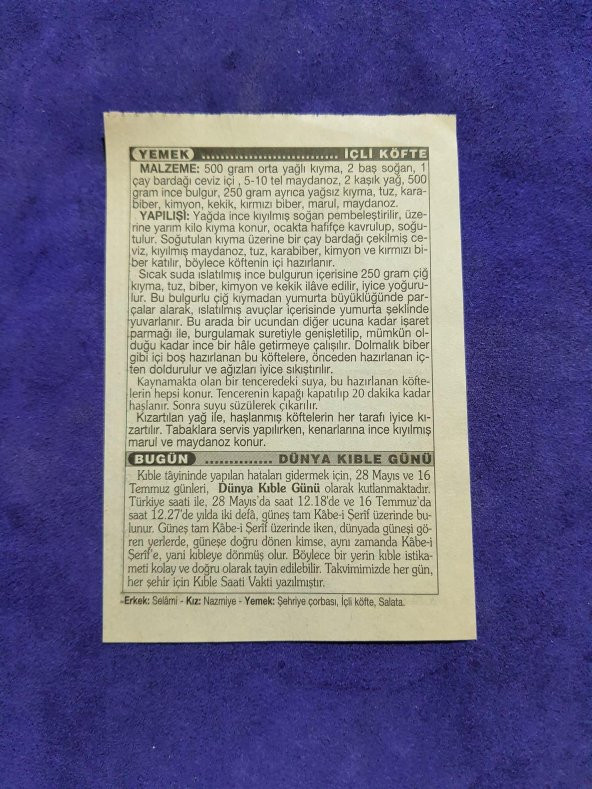 YEMEK ............................ İÇLİ KÖFTE
MALZEME: 500 gram orta yağlı kıyma, 2 baş soğan, 1
çay bardağı ceviz içi , 5-10 tel maydanoz, 2 kaşık yağ, 500
gram ince bulgur, 250 gram ayrıca yağsız kıyma, tuz, kara-
biber, kimyon, kekik, kırmızı biber, marul, maydanoz.
YAPILIŞI: Yağda ince kıyılmış soğan pembeleştirilir, üze-
rine yarım kilo kıyma konur, ocakta hafifçe kavrulup, soğu-
tulur. Soğutulan kıyma üzerine bir çay bardağı çekilmiş ce-
viz, kıyılmış maydanoz, tuz, karabiber, kimyon ve kırmızı bi-
ber katılır, böylece köftenin içi hazırlanır.
Sıcak suda ıslatılmış ince bulgurun içerisine 250 gram çiğ
kıyma, tuz, biber, kimyon ve kekik ilâve edilir, iyice yoğuru-
lur. Bu bulgurlu çiğ kıymadan yumurta büyüklüğünde par-
çalar alarak, ıslatılmış avuçlar içerisinde yumurta şeklinde
yuvarlanır. Bu arada bir ucundan diğer ucuna kadar işaret
parmağı ile, burgulamak suretiyle genişletilip, mümkün ol-
duğu kadar ince bir hâle getirmeye çalışılır. Dolmalık biber
gibi içi boş hazırlanan bu köftelere, önceden hazırlanan iç-
ten doldurulur ve ağızları iyice sıkıştırılır.
Kaynamakta olan bir tenceredeki suya, bu hazırlanan köfte-
lerin hepsi konur. Tencerenin kapağı kapatılıp 20 dakika kadar
haşlanır. Sonra suyu süzülerek çıkarılır.
Kızartılan yağ ile, haşlanmış köftelerin her tarafı iyice kı-
zartılır. Tabaklara servis yapılırken, kenarlarına ince kıyılmış
marul ve maydanoz konur.
BUGÜN .............. DÜNYA KIBLE GÜNÜ
Kıble tâyininde yapılan hataları gidermek için, 28 Mayıs ve 16
Temmuz günleri, Dünya Kıble Günü olarak kutlanmaktadır.
Türkiye saati ile, 28 Mayıs'da saat 12.18'de ve 16 Temmuz'da
saat 12.27'de yılda iki defâ, güneş tam Kâbe-i Şerîf üzerinde bu-
lunur. Güneş tam Kâbe-i Şerîf üzerinde iken, dünyada güneşi gö-
ren yerlerde, güneşe doğru dönen kimse, aynı zamanda Kâbe-i
Şerîf'e, yani kıbleye dönmüş olur. Böylece bir yerin kıble istika-
meti kolay ve doğru olarak tayin edilebilir. Takvimimizde her gün,
her şehir için Kıble Saati Vakti yazılmıştır.
Erkek: Selâmi - Kız: Nazmiye - Yemek: Şehriye çorbası, İçli köfte, Salata.